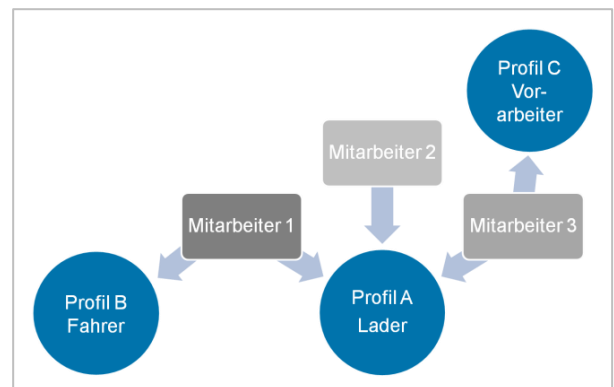 Profil C
Vor-
arbeiter
Mitarbeiter 2
Mitarbeiter 1
Mitarbeiter 3
Profil B
Fahrer
Profil A
Lader